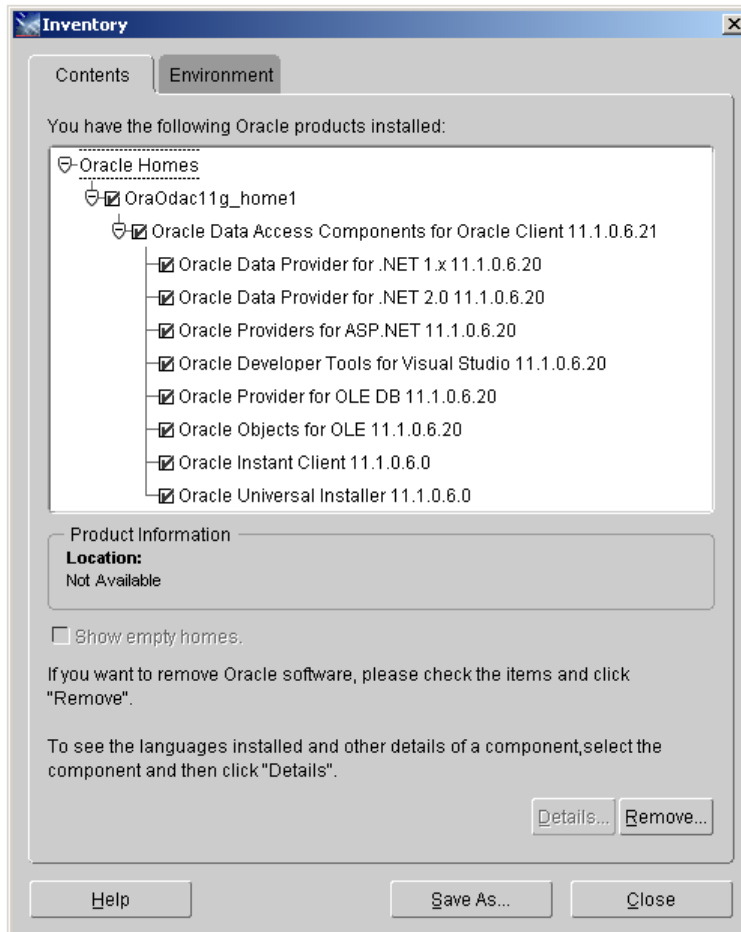 Inventory
Contents
Environment
You have the following Oracle products installed:
Oracle Homes
OraOdac11g_home1
Oracle Data Access Components for Oracle Client 11.1.0.6.21
Oracle Data Provider for .NET 1.x 11.1.0.6.20
Oracle Data Provider for .NET 2.0 11.1.0.6.20
Oracle Providers for ASP.NET 11.1.0.6.20
Oracle Developer Tools for Visual Studio 11.1.0.6.20
Oracle Provider for OLE DB 11.1.0.6.20
Oracle Objects for OLE 11.1.0.6.20
Oracle Instant Client 11.1.0.6.0
Oracle Universal Installer 11.1.0.6.0
Product Information
Location:
Not Available
Show empty homes.
If you want to remove Oracle software, please check the items and click
"Remove".
To see the languages installed and other details of a component,select the
component and then click "Details".
Details...
Remove...
Help
Save As...
Close